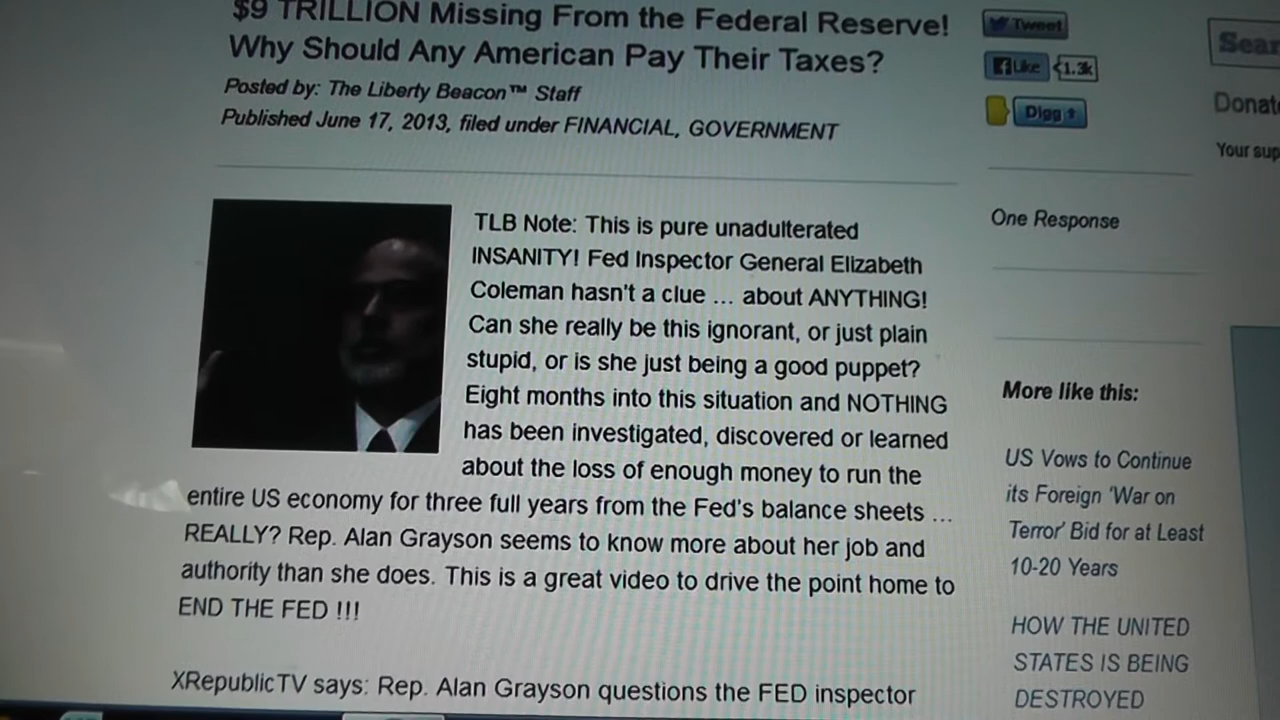 $9 TRILLION Missing From the Federal Reserve!
Why Should Any American Pay Their Taxes?
Posted by: The Liberty Beacon™ Staff
Published June 17, 2013, filed under FINANCIAL, GOVERNMENT
TLB Note: This is pure unadulterated
INSANITY! Fed Inspector General Elizabeth
Coleman hasn't a clue ... about ANYTHING!
Can she really be this ignorant, or just plain
stupid, or is she just being a good puppet?
Eight months into this situation and NOTHING
has been investigated, discovered or learned
about the loss of enough money to run the
entire US economy for three full years from the Fed's balance sheets ...
REALLY? Rep. Alan Grayson seems to know more about her job and
authority than she does. This is a great video to drive the point home to
END THE FED !!!
XRepublicTV says: Rep. Alan Grayson questions the FED inspector
Tweet
Like 1.3k
Digg
One Response
More like this:
US Vows to Continue
its Foreign 'War on
Terror' Bid for at Least
10-20 Years
HOW THE UNITED
STATES IS BEING
DESTROYED
Sear
Donat
Your sup